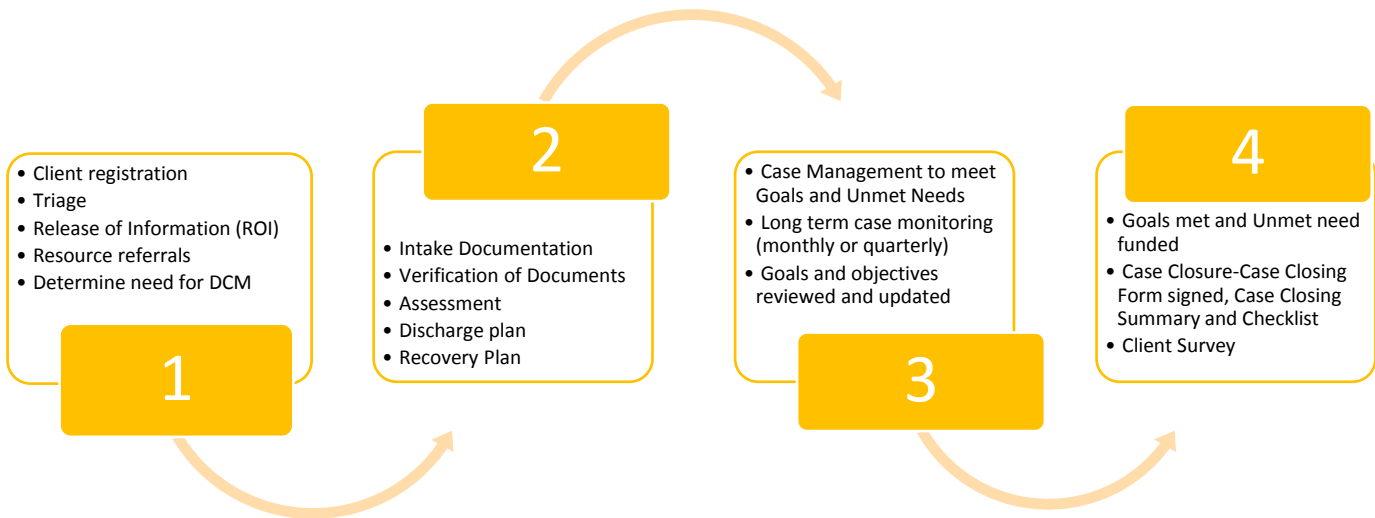 1
• Client registration
• Triage
• Release of Information (ROI)
• Resource referrals
• Determine need for DCM
2
• Intake Documentation
• Verification of Documents
• Assessment
• Discharge plan
• Recovery Plan
3
• Case Management to meet
Goals and Unmet Needs
• Long term case monitoring
(monthly or quarterly)
• Goals and objectives
reviewed and updated
4
• Goals met and Unmet need
funded
• Case Closure-Case Closing
Form signed, Case Closing
Summary and Checklist
• Client Survey